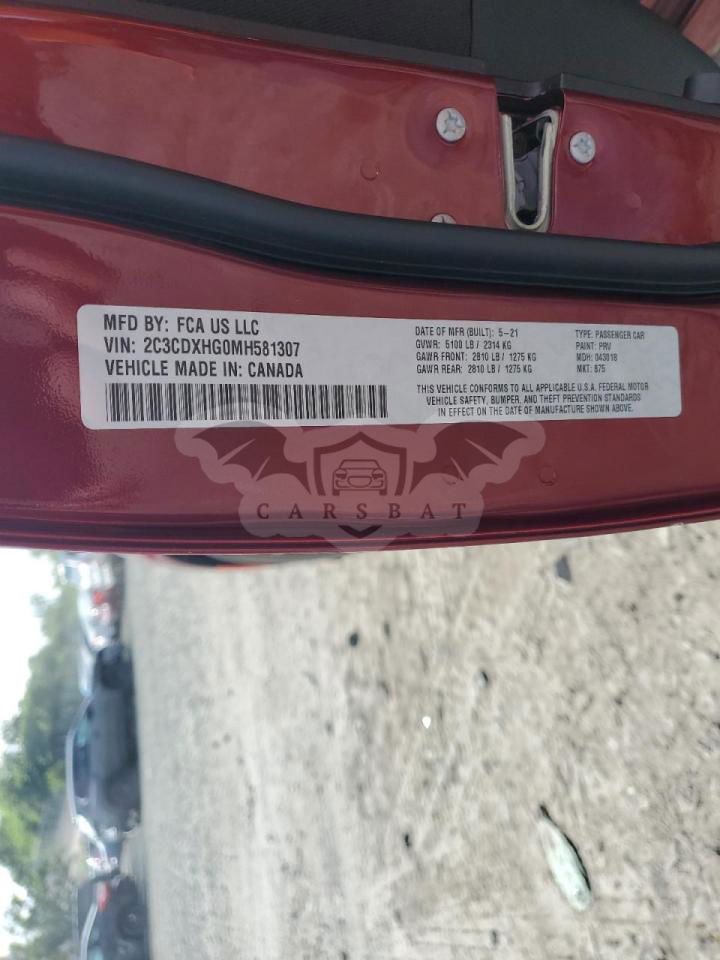 MFD BY: FCA US LLC
VIN: 2C3CDXHG0MH581307
VEHICLE MADE IN: CANADA
DATE OF MFR (BUILT): 5-21
GVWR: 5100 LB / 2314 KG
GAWR FRONT: 2810 LB / 1275 KG
GAWR REAR: 2810 LB / 1275 KG
TYPE: PASSENGER CAR
PAINT: PRV
MDH: 043018
MKT: 875
THIS VEHICLE CONFORMS TO ALL APPLICABLE U.S.A. FEDERAL MOTOR
VEHICLE SAFETY, BUMPER, AND THEFT PREVENTION STANDARDS
IN EFFECT ON THE DATE OF MANUFACTURE SHOWN ABOVE.
CARSBAT